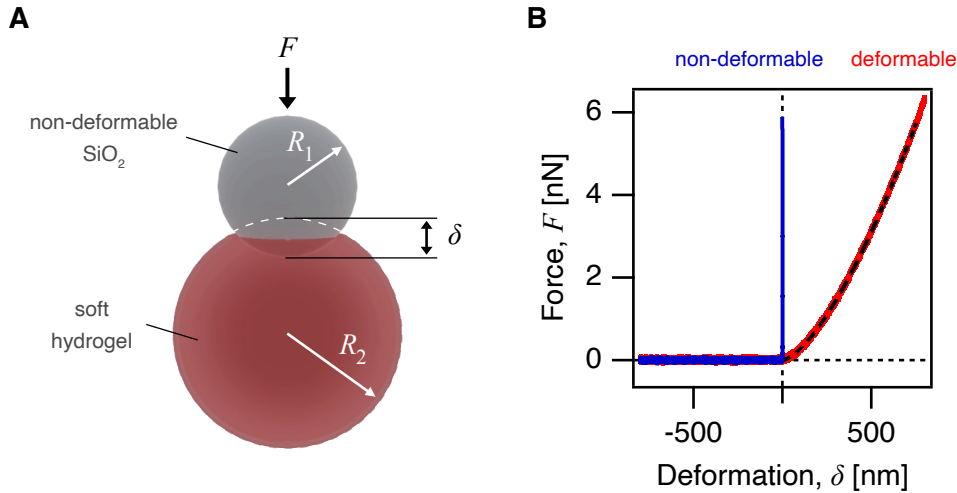 A
F
non-deformable
SiO₂
R₁
δ
soft
hydrogel
R₂
B
non-deformable deformable
Force, F [nN]
6
4
2
0
-500 500
Deformation, δ [nm]